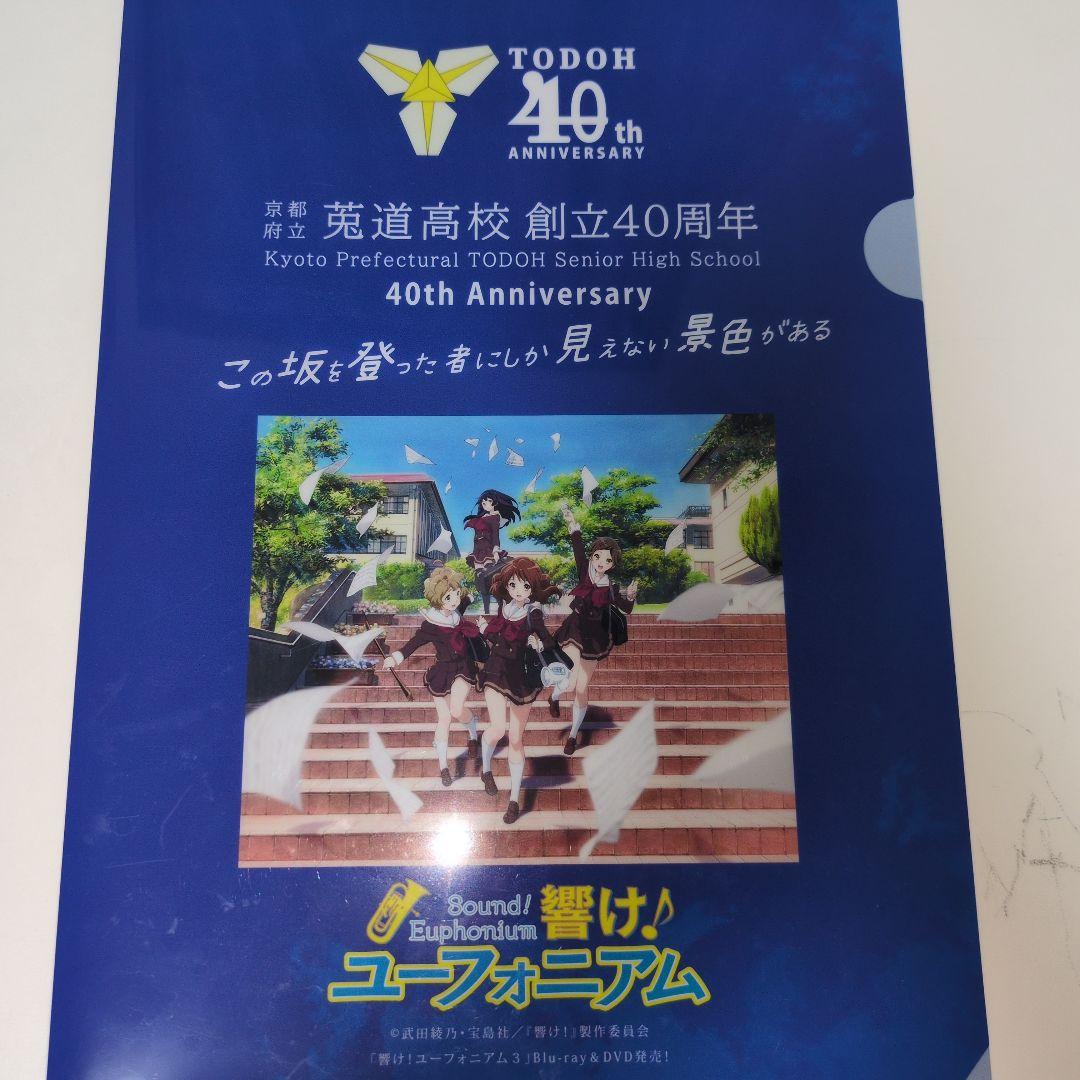 TODOH
40th
ANNIVERSARY
京都府立 莵道高校 創立40周年
Kyoto Prefectural TODOH Senior High School
40th Anniversary
この坂を登った者にしか見えない景色がある
Sound! Euphonium 響け!
ユーフォニアム
©武田綾乃・宝島社／『響け!』製作委員会
「響け!ユーフォニアム3」Blu-ray&DVD発売!